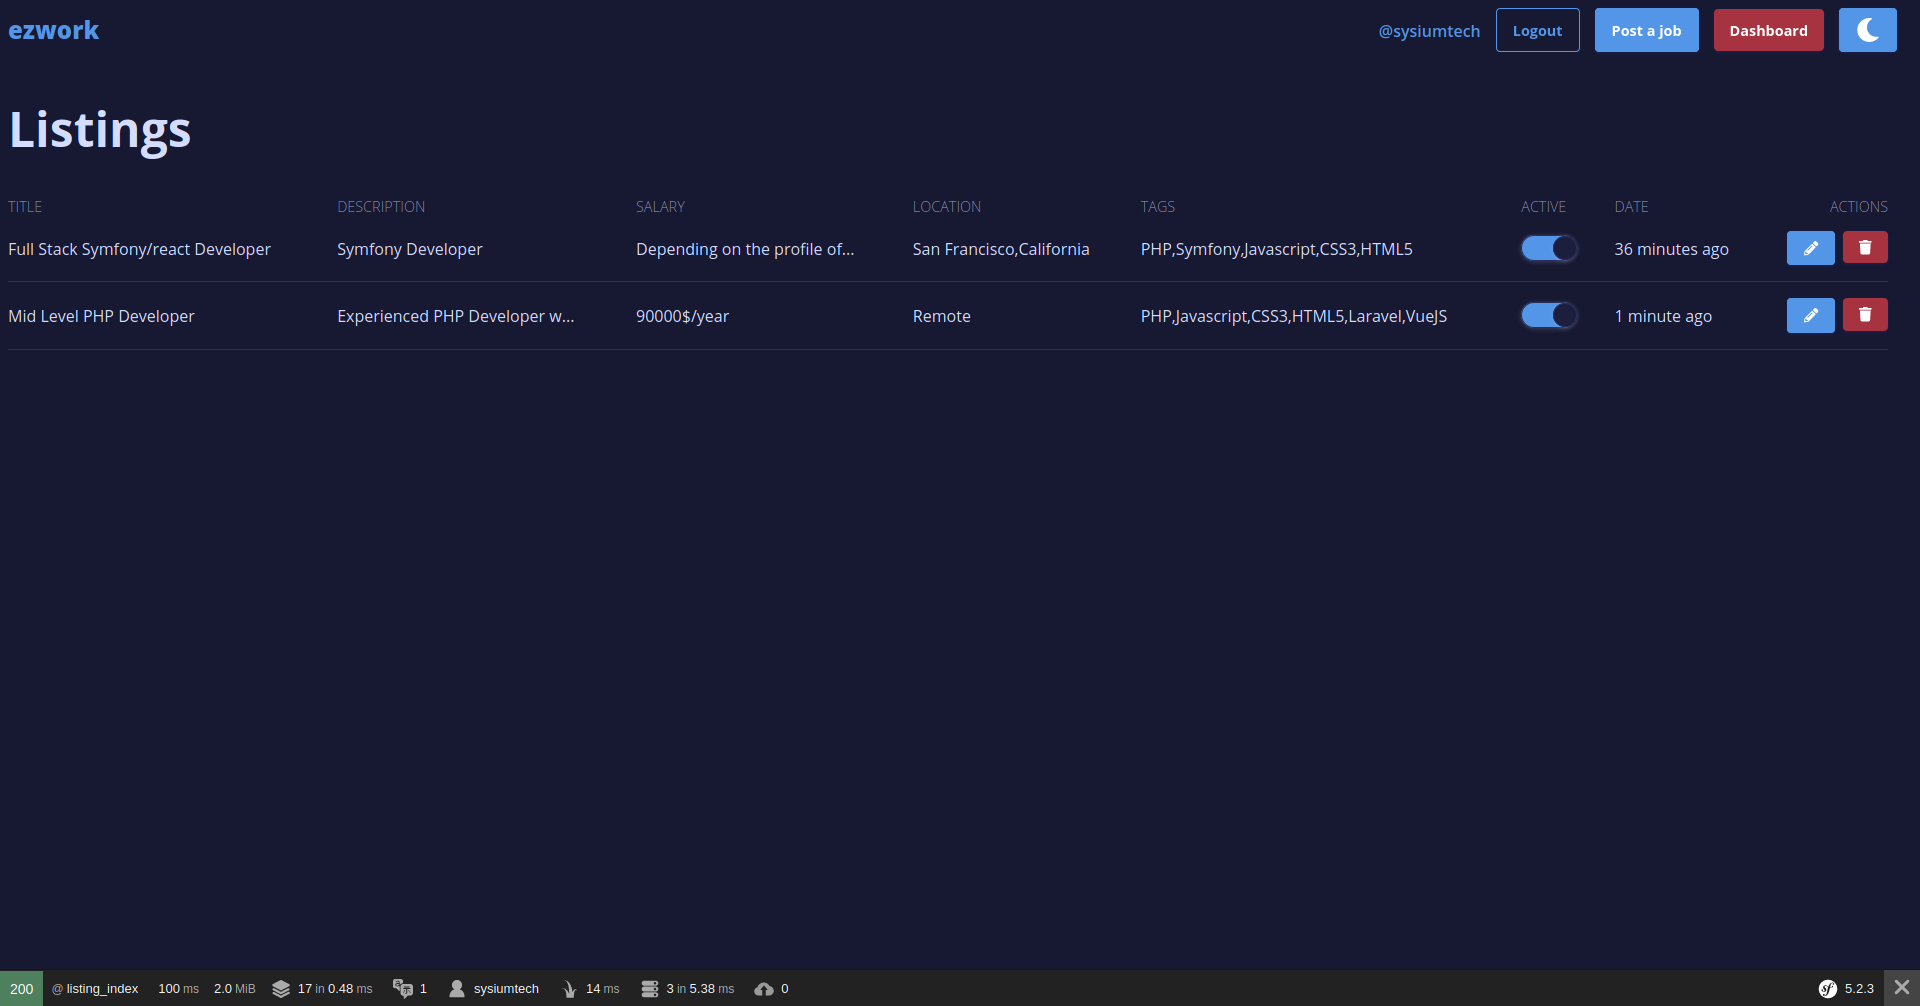 ezwork @sysiumtech Logout Post a job Dashboard
Listings
TITLE DESCRIPTION SALARY LOCATION TAGS ACTIVE DATE ACTIONS
Full Stack Symfony/react Developer Symfony Developer Depending on the profile of... San Francisco,California PHP,Symfony,Javascript,CSS3,HTML5 36 minutes ago
Mid Level PHP Developer Experienced PHP Developer w... 90000$/year Remote PHP,Javascript,CSS3,HTML5,Laravel,VueJS 1 minute ago
200 @ listing_index 100 ms 2.0 MiB 17 in 0.48 ms 1 sysiumtech 14 ms 3 in 5.38 ms 0 sf 5.2.3